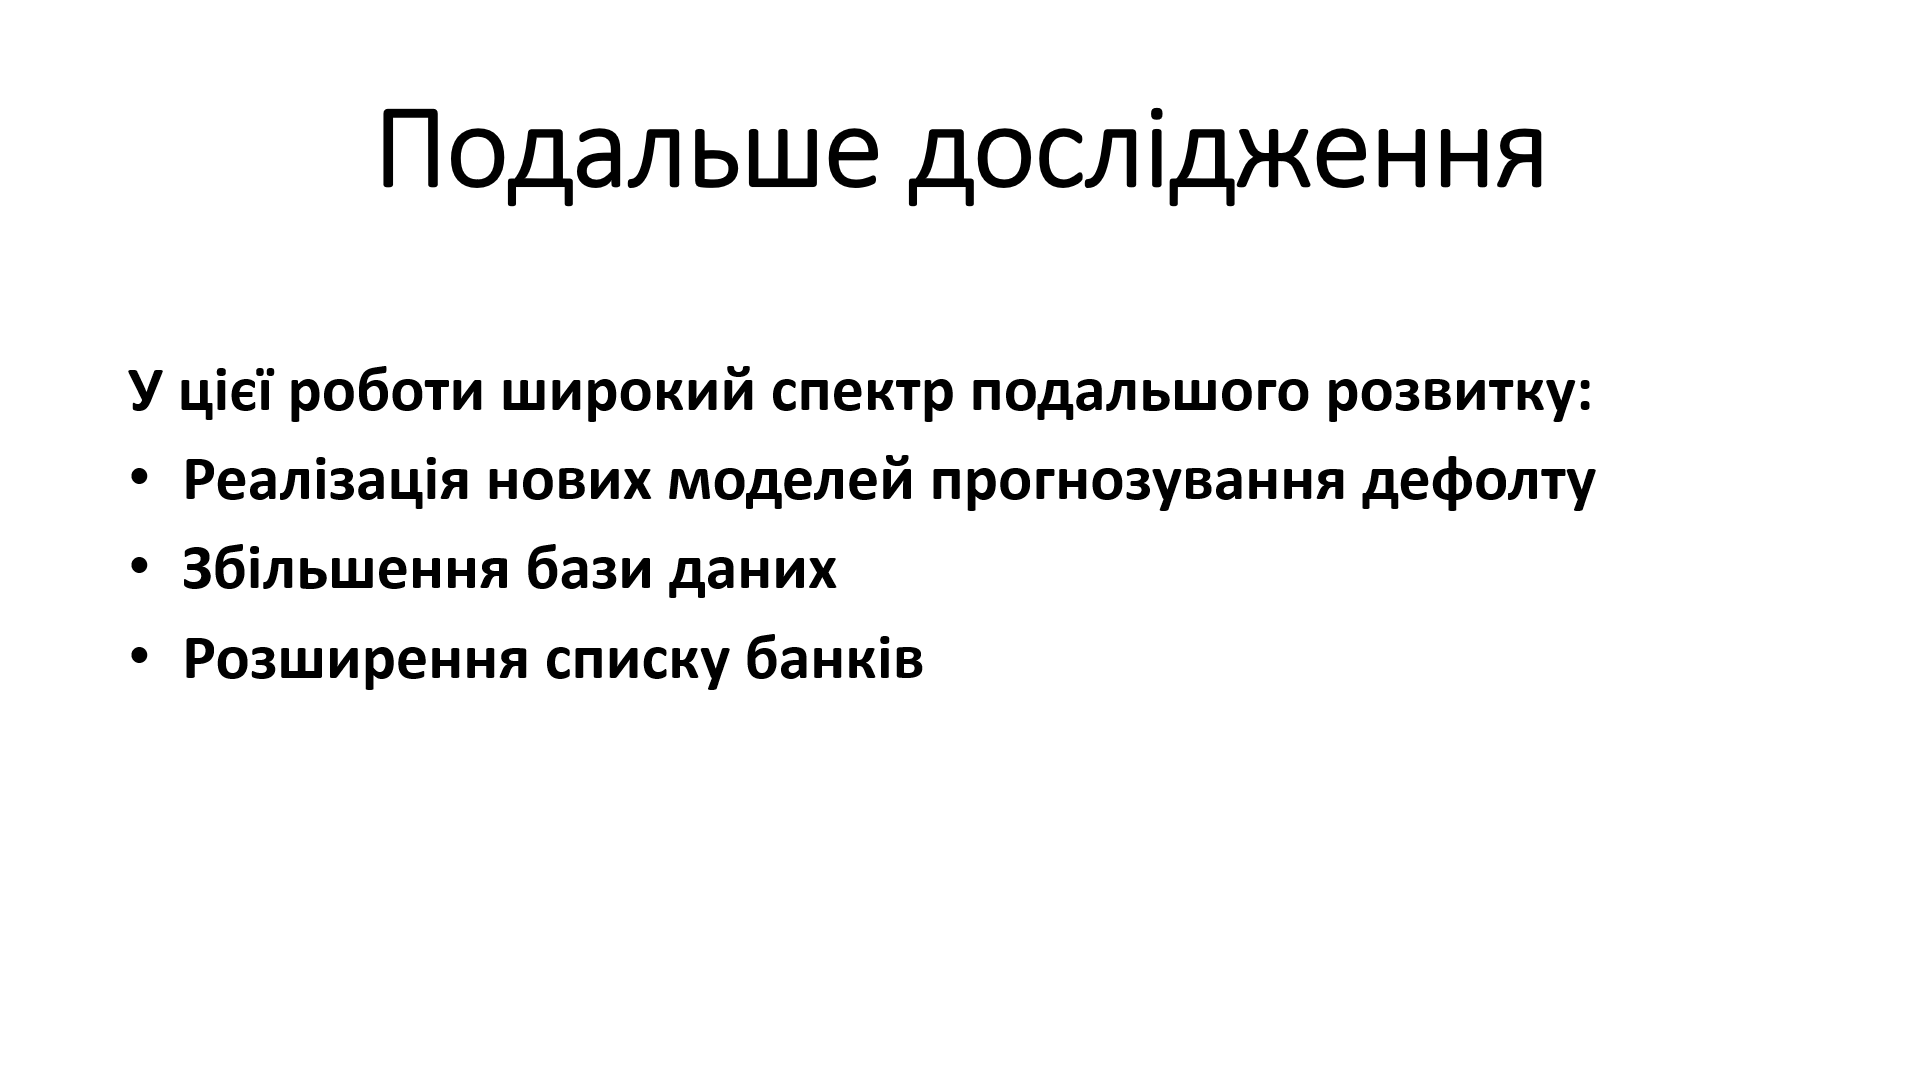 Подальше дослідження
У цієї роботи широкий спектр подальшого розвитку:
• Реалізація нових моделей прогнозування дефолту
• Збільшення бази даних
• Розширення списку банків